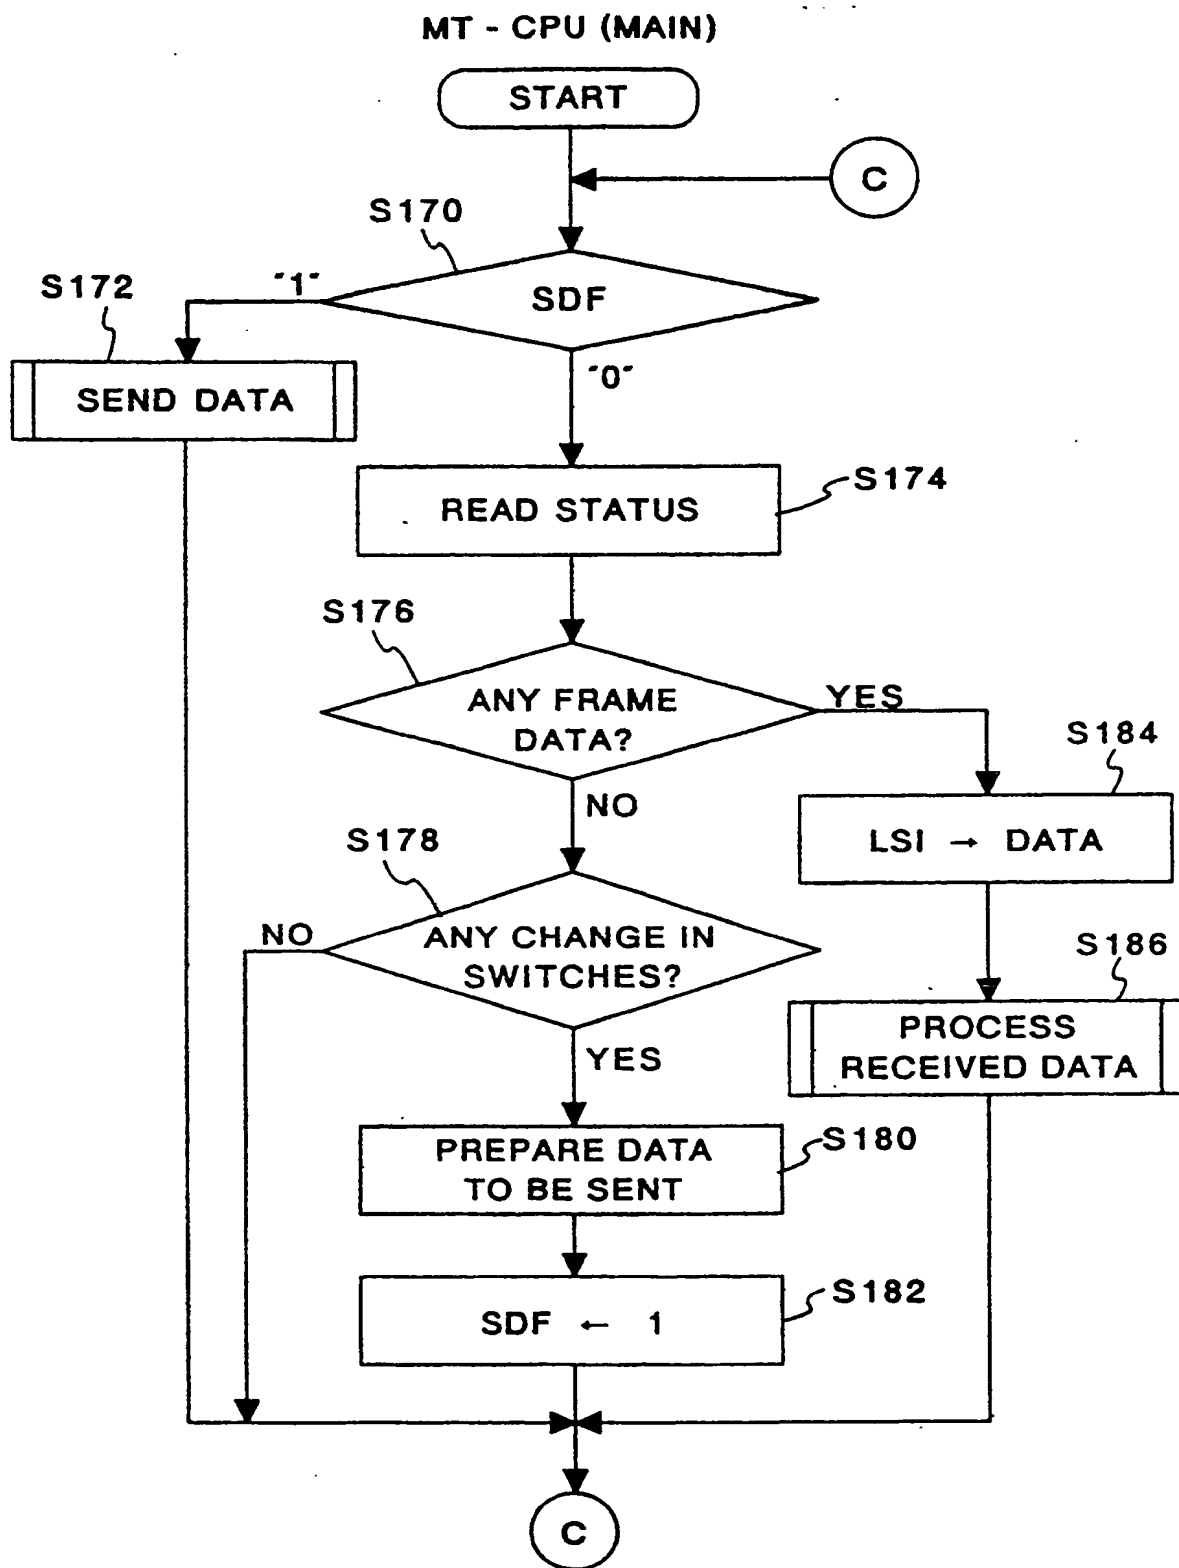 MT - CPU (MAIN)
START
C
S170
SDF
"1"
S172
SEND DATA
"0"
READ STATUS
S174
S176
ANY FRAME
DATA?
YES
NO
S184
LSI → DATA
S178
ANY CHANGE IN
SWITCHES?
NO
YES
S186
PROCESS
RECEIVED DATA
PREPARE DATA
TO BE SENT
S180
SDF ← 1
S182
C